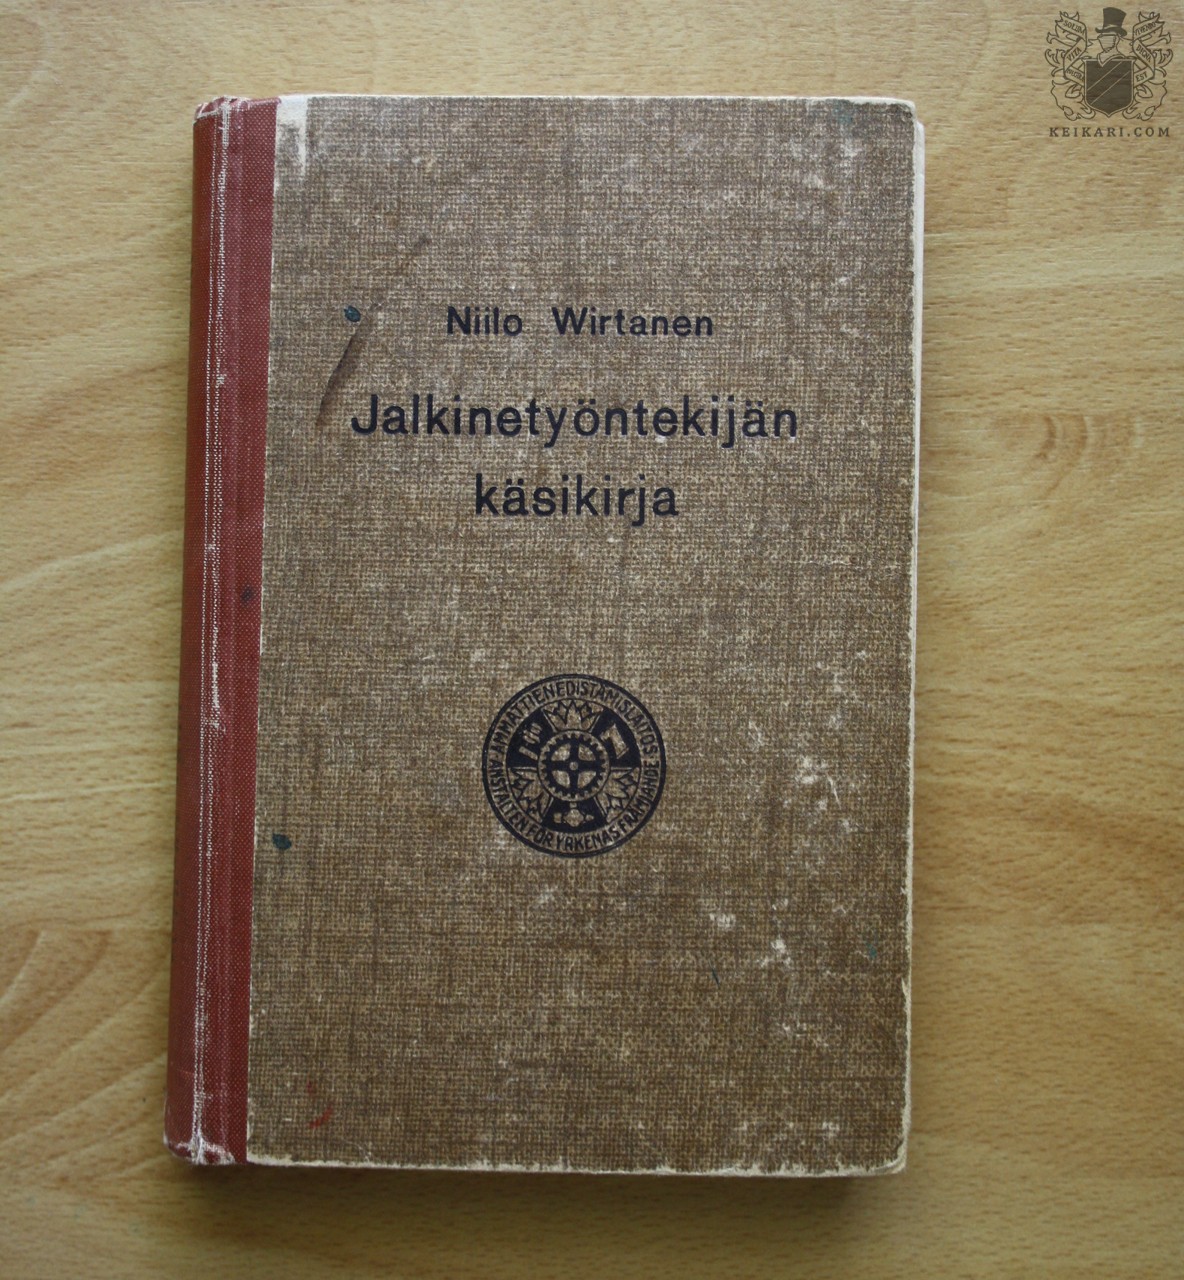 KEIKARI.COM
Niilo Wirtanen
Jalkinetyöntekijän
käsikirja
AMMATTIENEDISTÄMISLAITOS
ANSTALTEN FÖR YRKENAS FRÄMJANDE